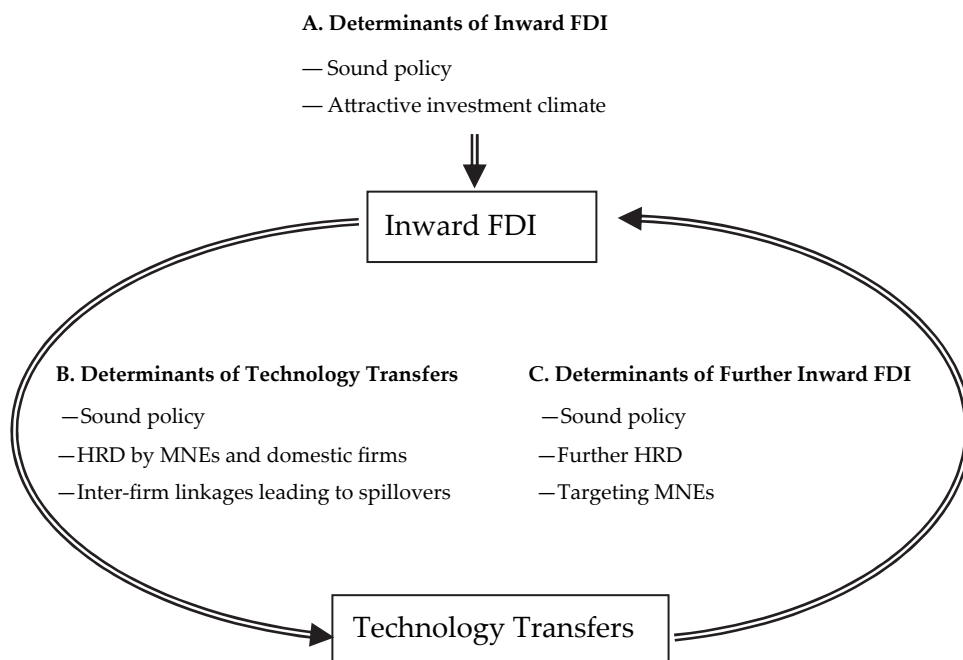 A. Determinants of Inward FDI
— Sound policy
— Attractive investment climate
Inward FDI
B. Determinants of Technology Transfers
—Sound policy
—HRD by MNEs and domestic firms
—Inter-firm linkages leading to spillovers
C. Determinants of Further Inward FDI
—Sound policy
—Further HRD
—Targeting MNEs
Technology Transfers